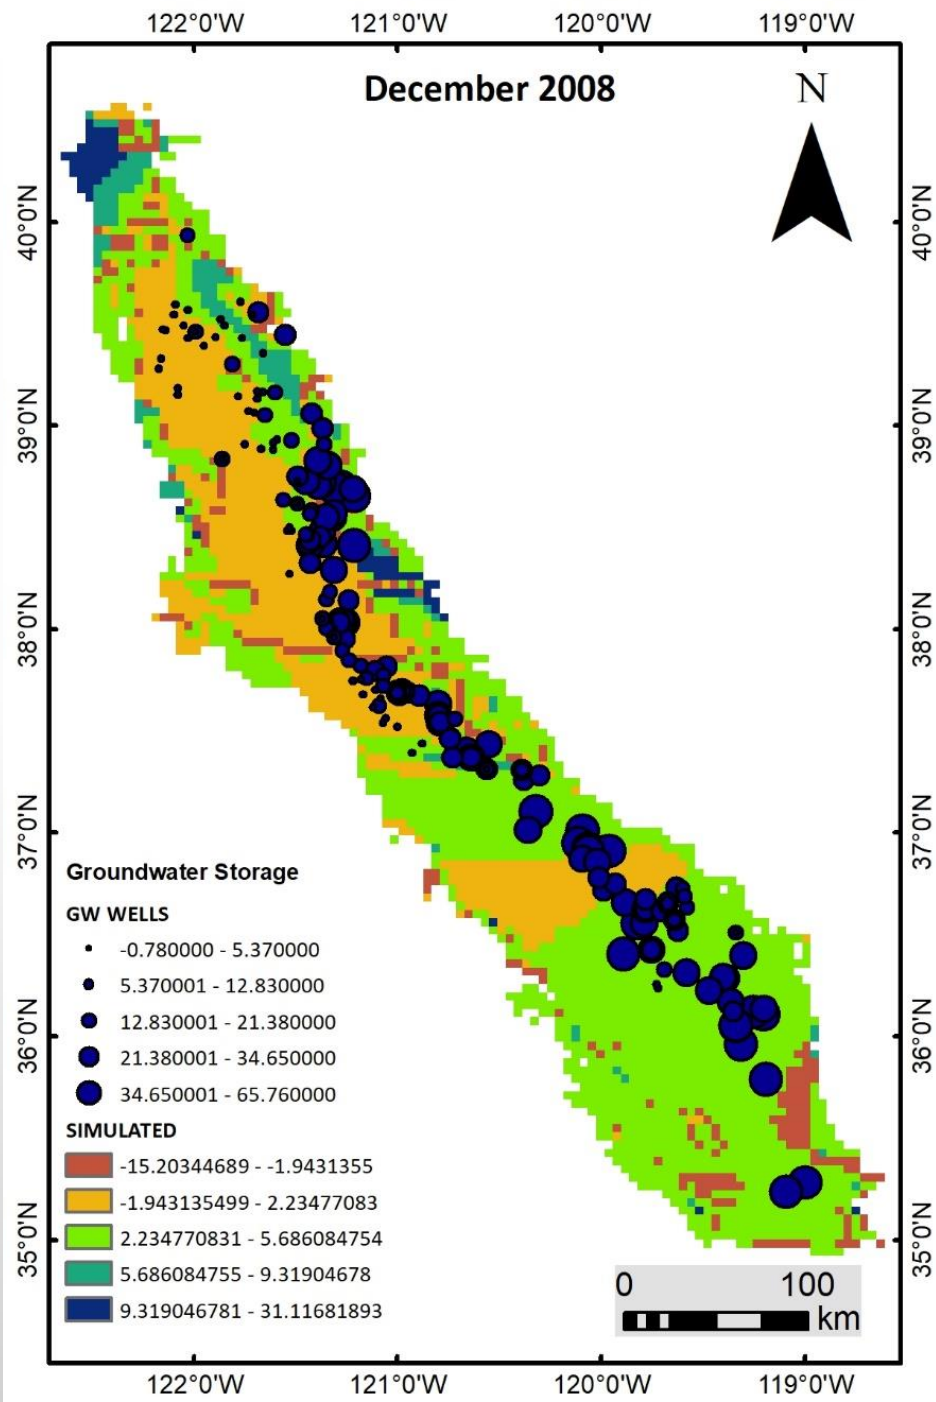 122°0'W 121°0'W 120°0'W 119°0'W
December 2008
N
40°0'N 40°0'N
39°0'N 39°0'N
38°0'N 38°0'N
37°0'N 37°0'N
Groundwater Storage
GW WELLS
-0.780000 - 5.370000
5.370001 - 12.830000
12.830001 - 21.380000
36°0'N 36°0'N
21.380001 - 34.650000
34.650001 - 65.760000
SIMULATED
-15.20344689 - -1.9431355
-1.943135499 - 2.23477083
2.234770831 - 5.686084754
35°0'N 35°0'N
5.686084755 - 9.31904678
9.319046781 - 31.11681893
0 100
km
122°0'W 121°0'W 120°0'W 119°0'W